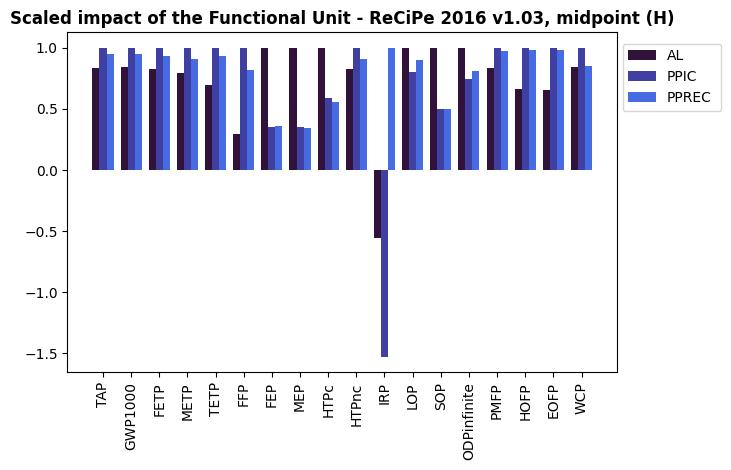 Scaled impact of the Functional Unit - ReCiPe 2016 v1.03, midpoint (H)
AL
PPIC
PPREC
1.0
0.5
0.0
−0.5
−1.0
−1.5
TAP
GWP1000
FETP
METP
TETP
FFP
FEP
MEP
HTPc
HTPnc
IRP
LOP
SOP
ODPinfinite
PMFP
HOFP
EOFP
WCP